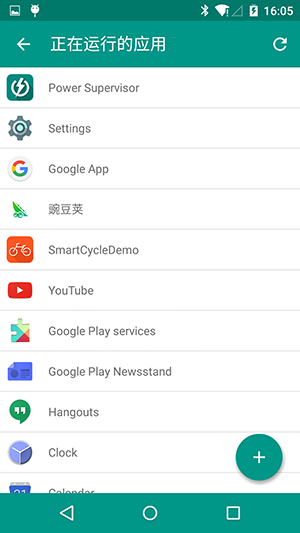 16:05
正在运行的应用
Power Supervisor
Settings
Google App
豌豆荚
SmartCycleDemo
YouTube
Google Play services
Google Play Newsstand
Hangouts
Clock
31
Calendar